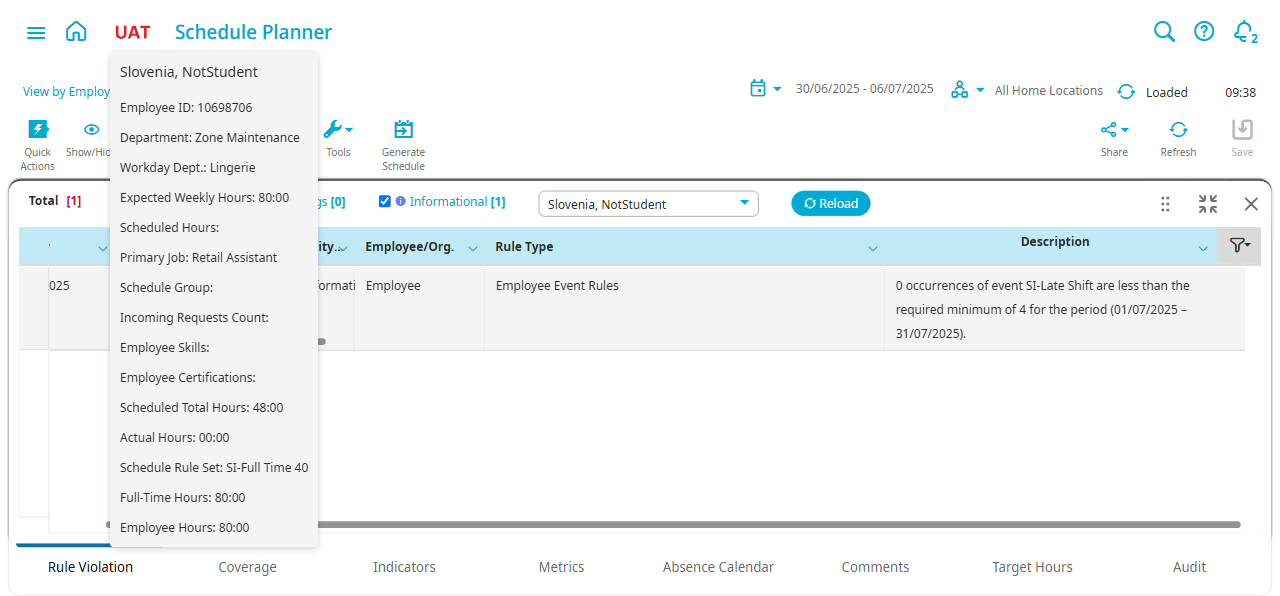 UAT
Schedule Planner
2
View by Employ
30/06/2025 - 06/07/2025
All Home Locations
Loaded
09:38
Quick Actions
Show/Hid
Tools
Generate Schedule
Share
Refresh
Save
Slovenia, NotStudent
Employee ID: 10698706
Department: Zone Maintenance
Workday Dept.: Lingerie
Expected Weekly Hours: 80:00
Scheduled Hours:
Primary Job: Retail Assistant
Schedule Group:
Incoming Requests Count:
Employee Skills:
Employee Certifications:
Scheduled Total Hours: 48:00
Actual Hours: 00:00
Schedule Rule Set: SI-Full Time 40
Full-Time Hours: 80:00
Employee Hours: 80:00
Total [1]
gs [0]
Informational [1]
Slovenia, NotStudent
Reload
ity...
Employee/Org.
Rule Type
Description
025
formati
Employee
Employee Event Rules
0 occurrences of event SI-Late Shift are less than the
required minimum of 4 for the period (01/07/2025 –
31/07/2025).
Rule Violation
Coverage
Indicators
Metrics
Absence Calendar
Comments
Target Hours
Audit